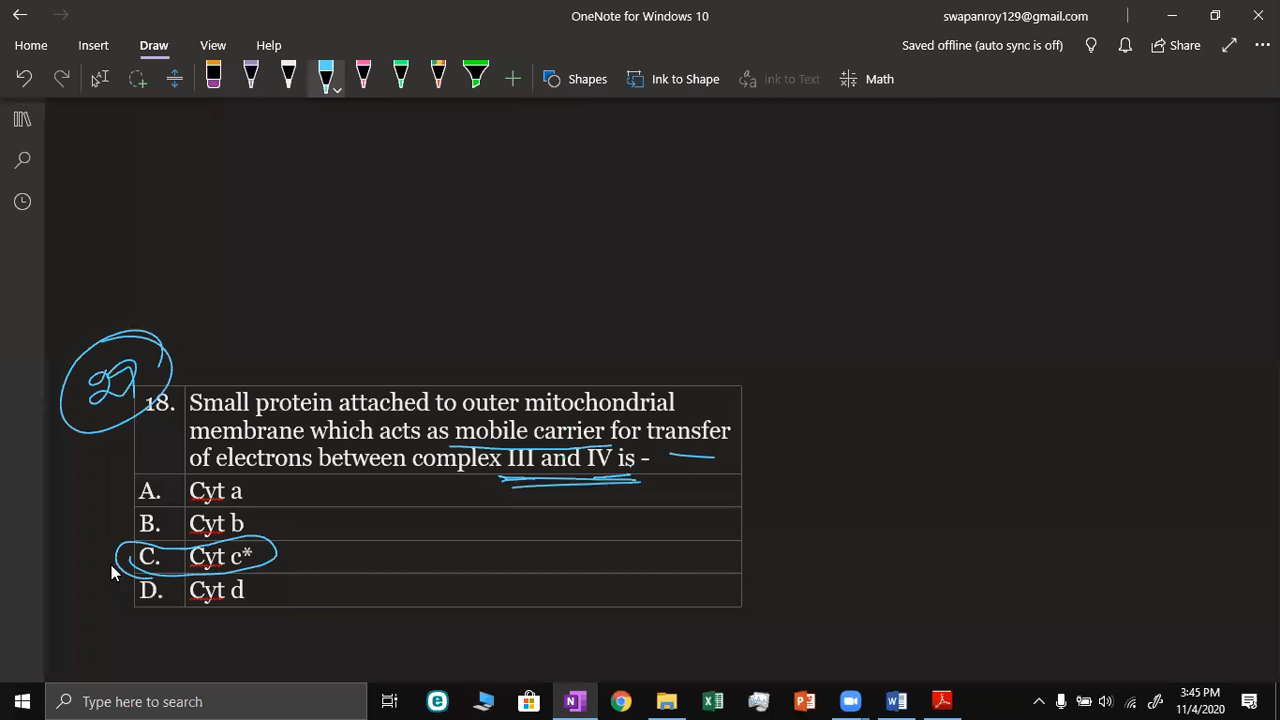 OneNote for Windows 10
swapanroy129@gmail.com
Home Insert Draw View Help
Saved offline (auto sync is off)
Share
Shapes
Ink to Shape
Ink to Text
Math
27
18. Small protein attached to outer mitochondrial
membrane which acts as mobile carrier for transfer
of electrons between complex III and IV is -
A. Cyt a
B. Cyt b
C. Cyt c*
D. Cyt d
Type here to search
3:45 PM
11/4/2020